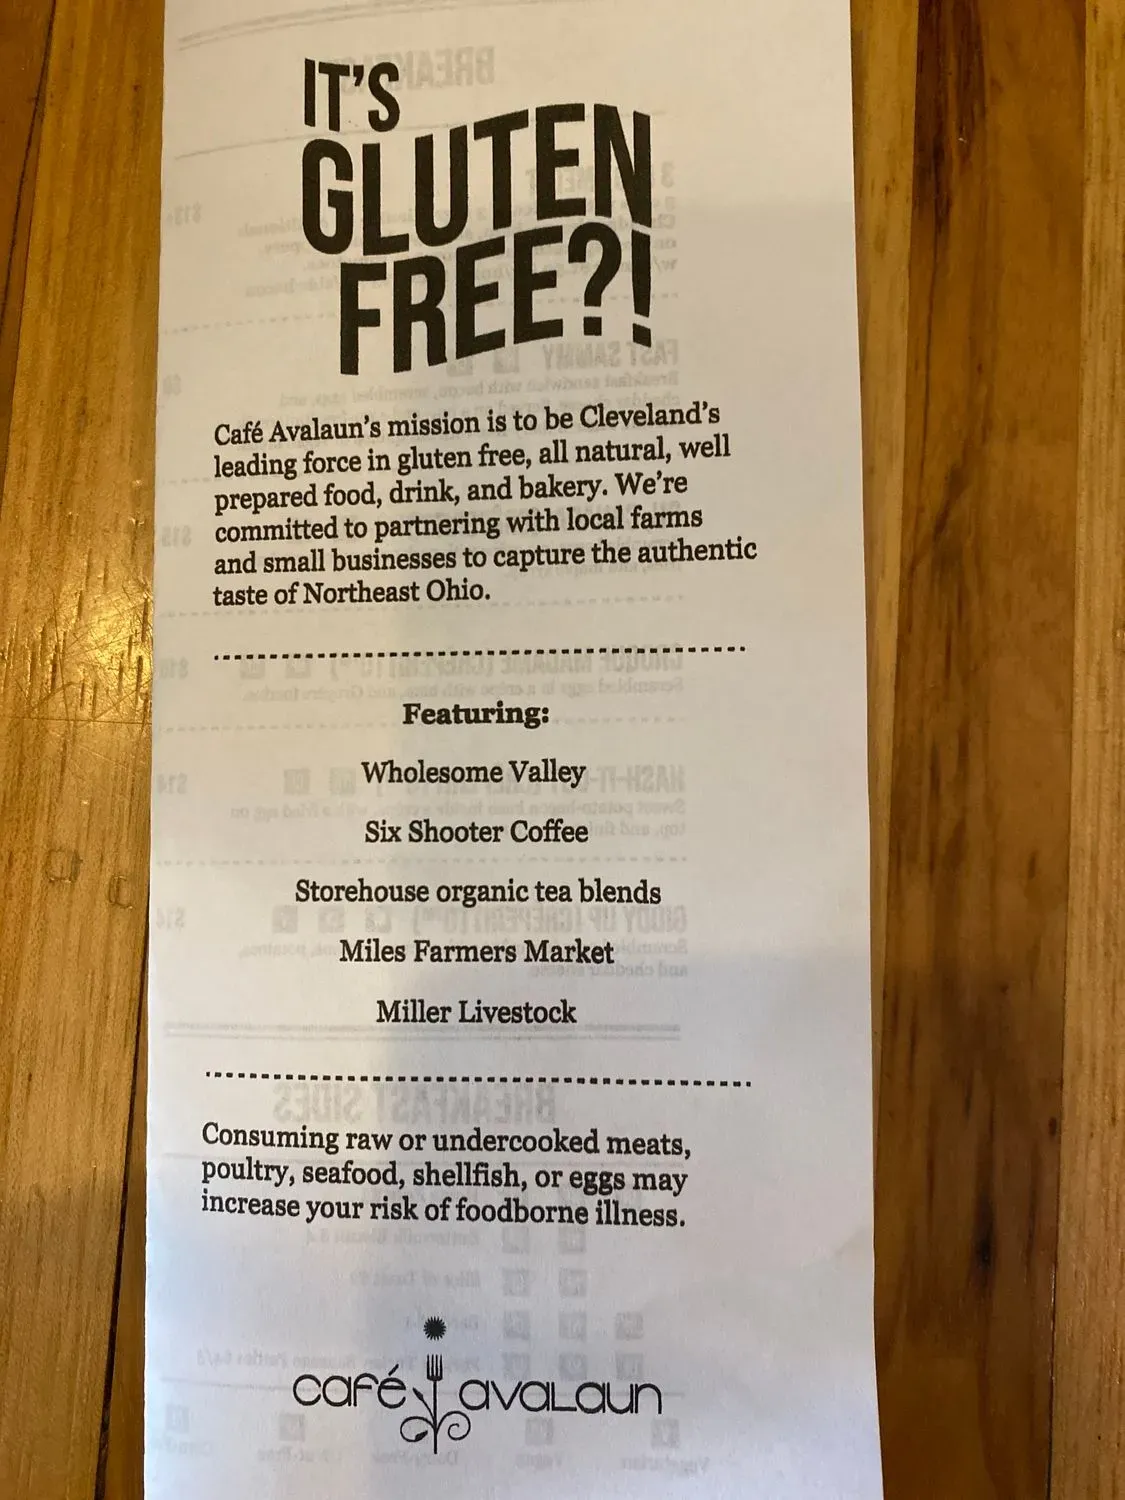 IT'S
GLUTEN
FREE?!
Café Avalaun's mission is to be Cleveland's
leading force in gluten free, all natural, well
prepared food, drink, and bakery. We're
committed to partnering with local farms
and small businesses to capture the authentic
taste of Northeast Ohio.
Featuring:
Wholesome Valley
Six Shooter Coffee
Storehouse organic tea blends
Miles Farmers Market
Miller Livestock
Consuming raw or undercooked meats,
poultry, seafood, shellfish, or eggs may
increase your risk of foodborne illness.
café avalaun